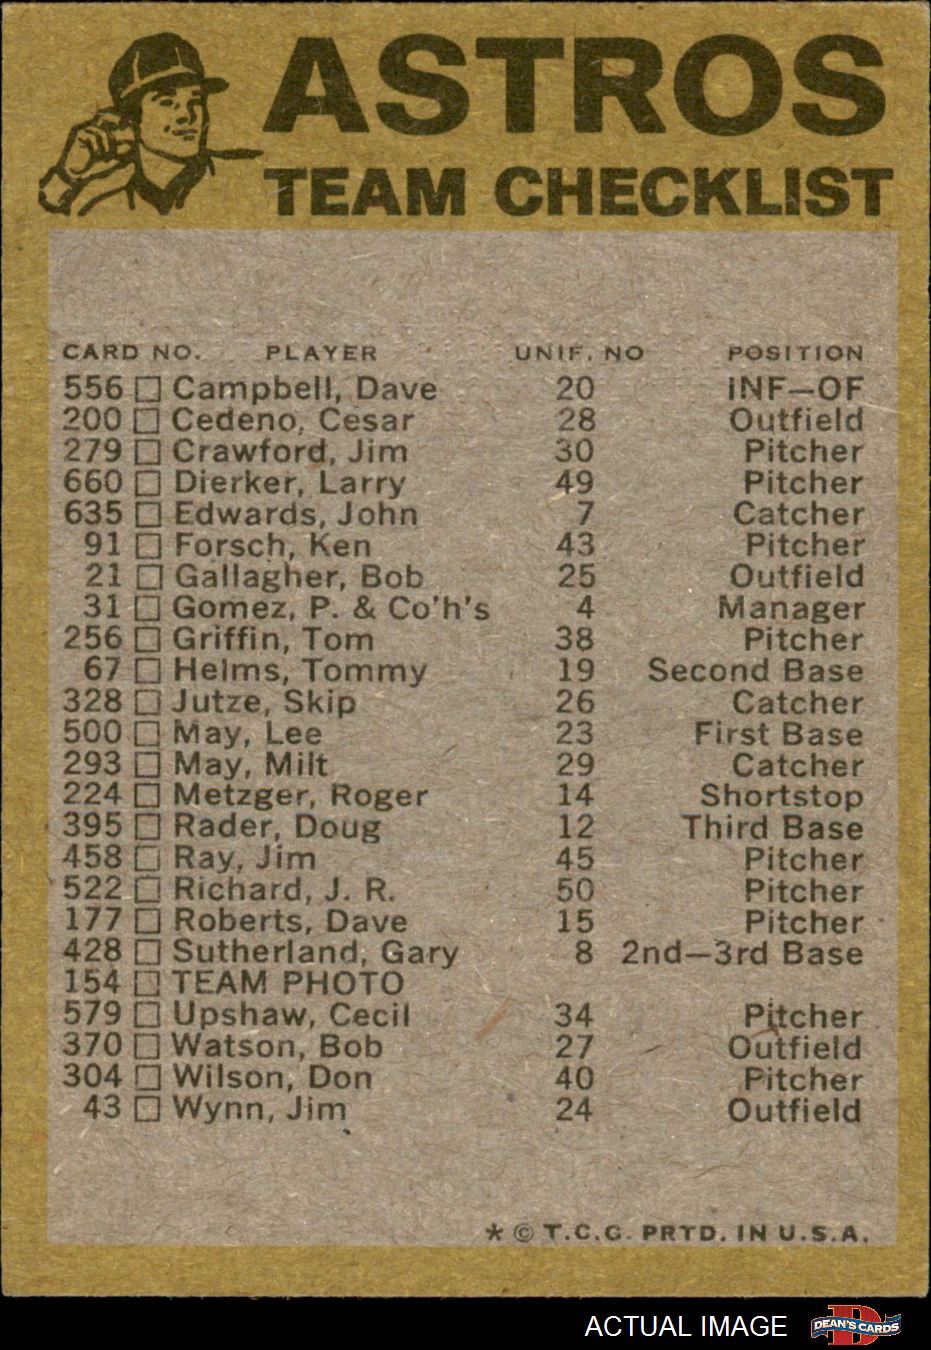 ASTROS
TEAM CHECKLIST
CARD NO. PLAYER UNIF. NO POSITION
556 □ Campbell, Dave 20 INF—OF
200 □ Cedeno, Cesar 28 Outfield
279 □ Crawford, Jim 30 Pitcher
660 □ Dierker, Larry 49 Pitcher
635 □ Edwards, John 7 Catcher
91 □ Forsch, Ken 43 Pitcher
21 □ Gallagher, Bob 25 Outfield
31 □ Gomez, P. & Co'h's 4 Manager
256 □ Griffin, Tom 38 Pitcher
67 □ Helms, Tommy 19 Second Base
328 □ Jutze, Skip 26 Catcher
500 □ May, Lee 23 First Base
293 □ May, Milt 29 Catcher
224 □ Metzger, Roger 14 Shortstop
395 □ Rader, Doug 12 Third Base
458 □ Ray, Jim 45 Pitcher
522 □ Richard, J. R. 50 Pitcher
177 □ Roberts, Dave 15 Pitcher
428 □ Sutherland, Gary 8 2nd—3rd Base
154 □ TEAM PHOTO
579 □ Upshaw, Cecil 34 Pitcher
370 □ Watson, Bob 27 Outfield
304 □ Wilson, Don 40 Pitcher
43 □ Wynn, Jim 24 Outfield
* © T.C.G. PRTD. IN U.S.A.
ACTUAL IMAGE DEAN'S CARDS